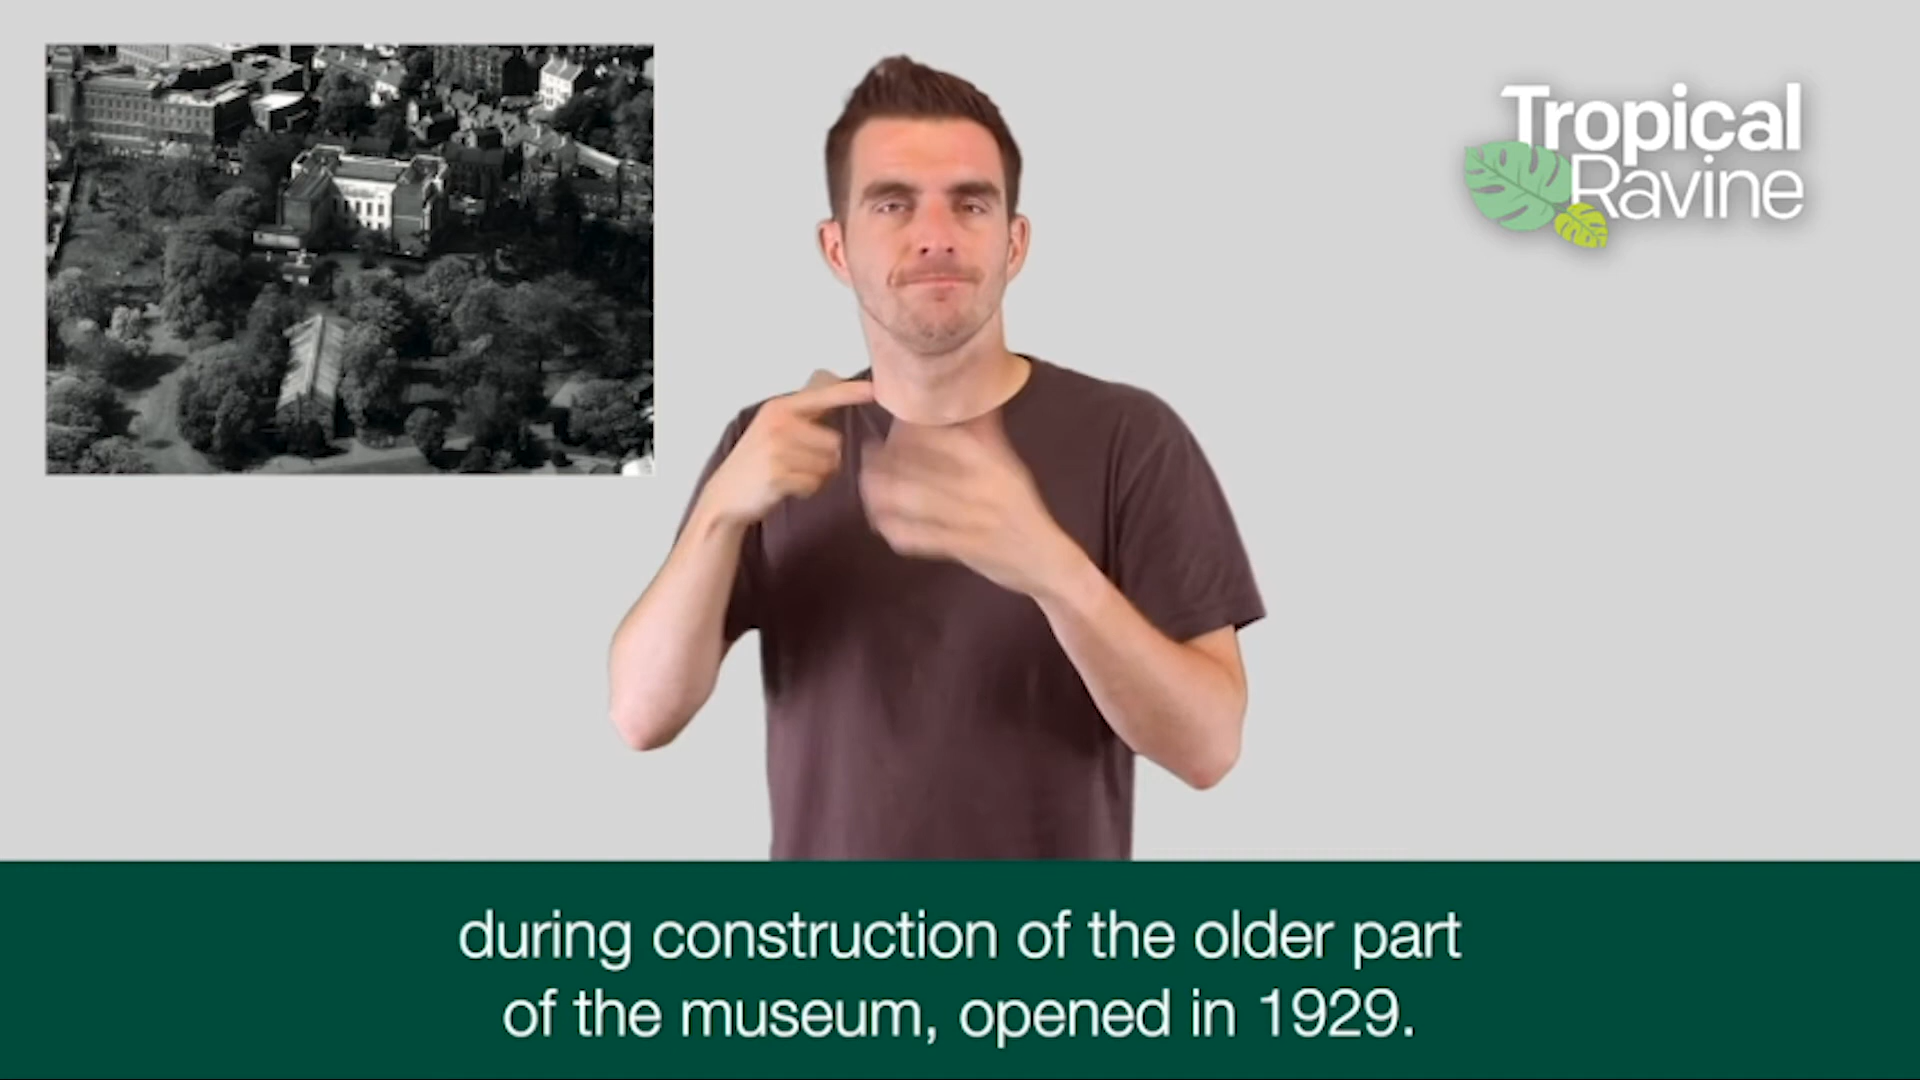 Tropical
Ravine
during construction of the older part
of the museum, opened in 1929.